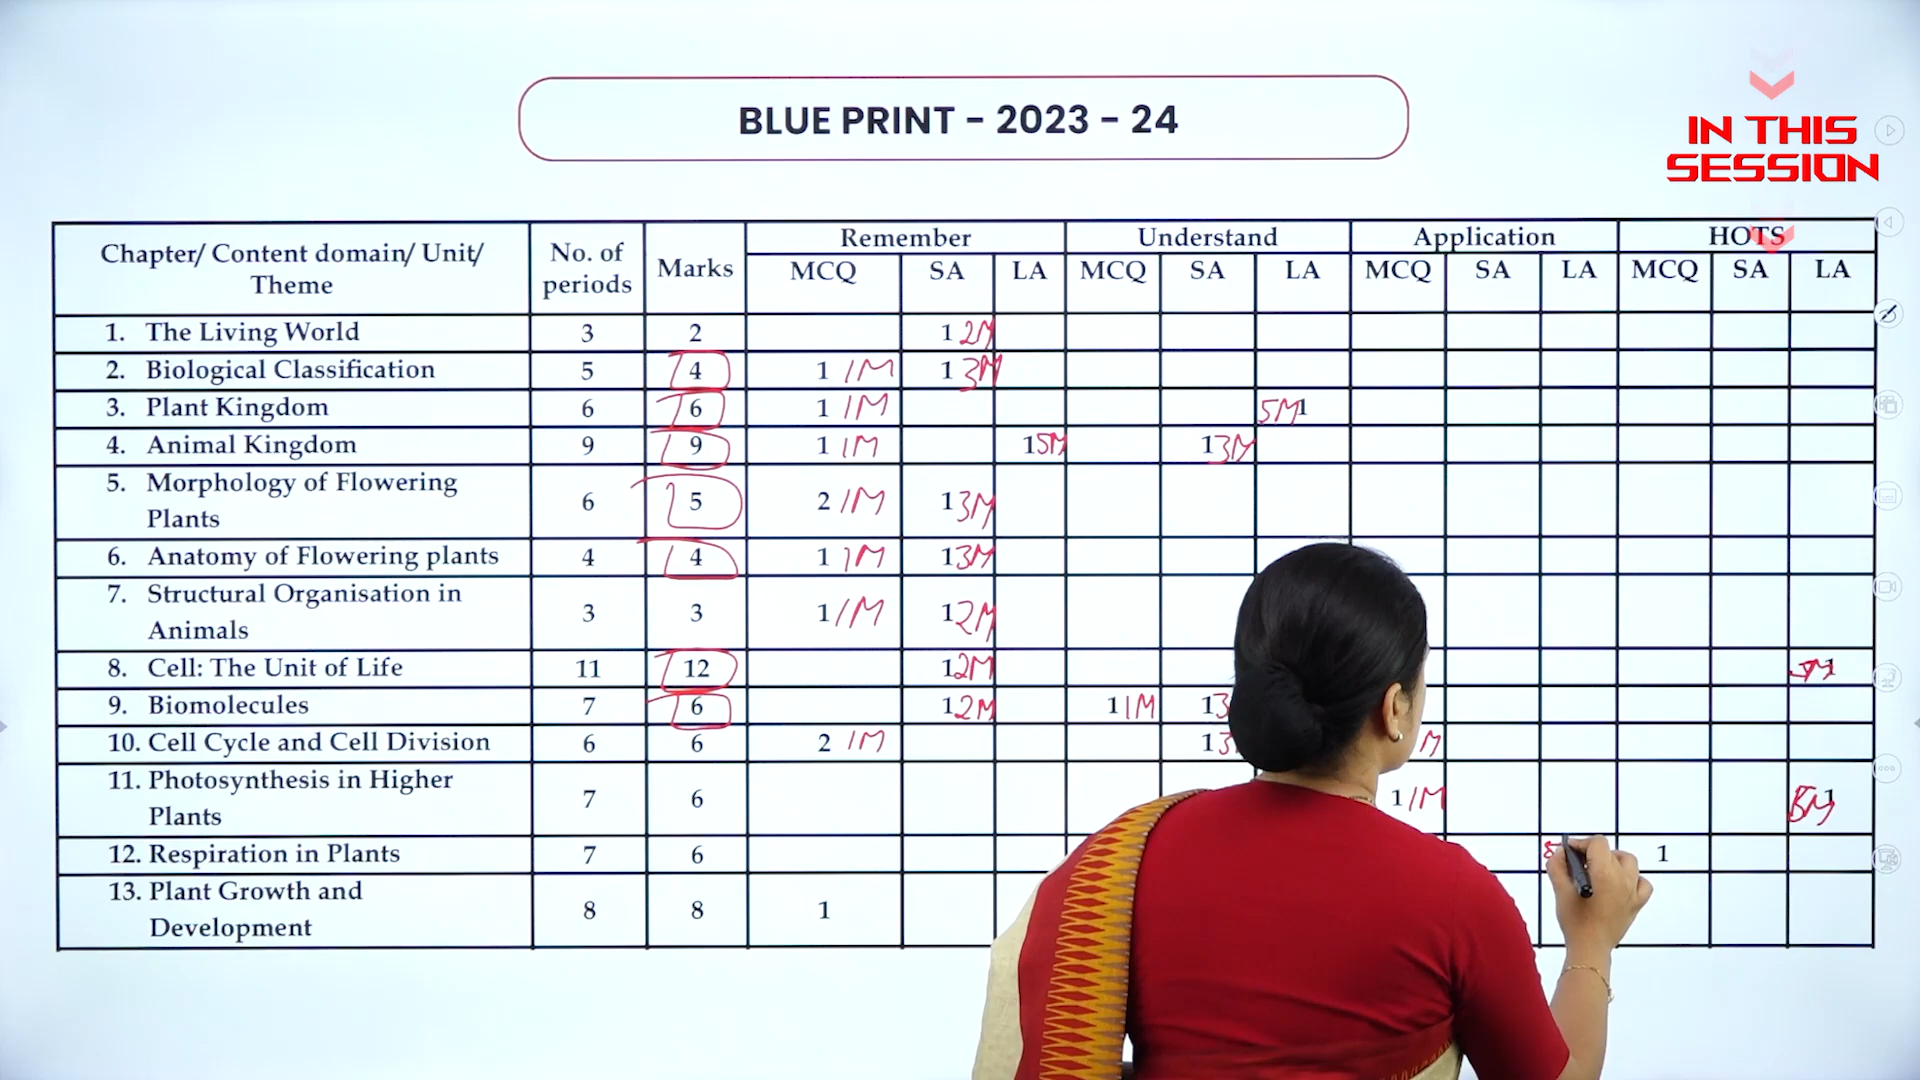 BLUE PRINT - 2023 - 24
IN THIS
SESSION
Chapter/ Content domain/ Unit/ Theme No. of periods Marks Remember Understand Application HOTS
MCQ SA LA MCQ SA LA MCQ SA LA MCQ SA LA
1. The Living World 3 2 1 2M
2. Biological Classification 5 4 1 1M 1 3M
3. Plant Kingdom 6 6 1 1M 5M 1
4. Animal Kingdom 9 9 1 1M 1 5M 1 3M
5. Morphology of Flowering Plants 6 5 2 1M 1 3M
6. Anatomy of Flowering plants 4 4 1 1M 1 3M
7. Structural Organisation in Animals 3 3 1 1M 1 2M
8. Cell: The Unit of Life 11 12 1 2M 1
9. Biomolecules 7 6 1 2M 1 1M 1 3
10. Cell Cycle and Cell Division 6 6 2 1M 1 3 M
11. Photosynthesis in Higher Plants 7 6 1 1M 5M 1
12. Respiration in Plants 7 6 1
13. Plant Growth and Development 8 8 1